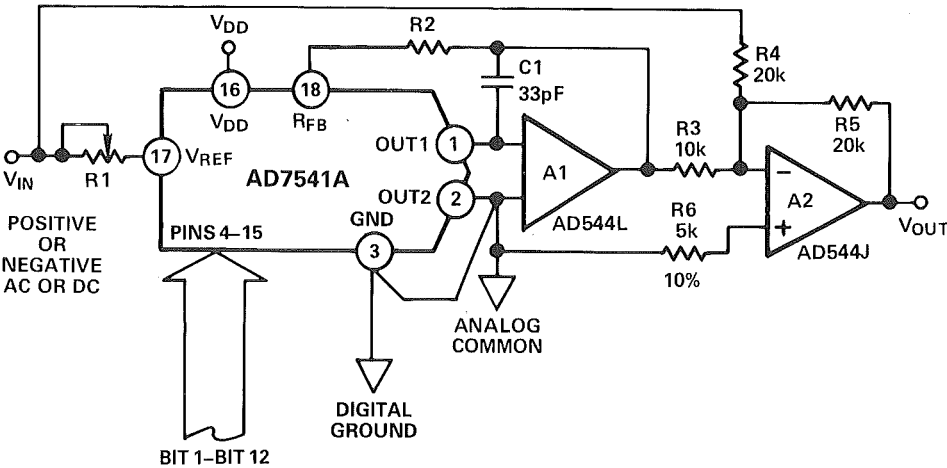 VDD
R2
16
VDD
18
RFB
C1
33pF
R4
20k
R5
20k
VIN
R1
17
VREF
AD7541A
OUT1
1
OUT2
2
A1
AD544L
R3
10k
−
A2
+
AD544J
VOUT
R6
5k
10%
POSITIVE
OR
NEGATIVE
AC OR DC
PINS 4–15
GND
3
ANALOG
COMMON
DIGITAL
GROUND
BIT 1–BIT 12